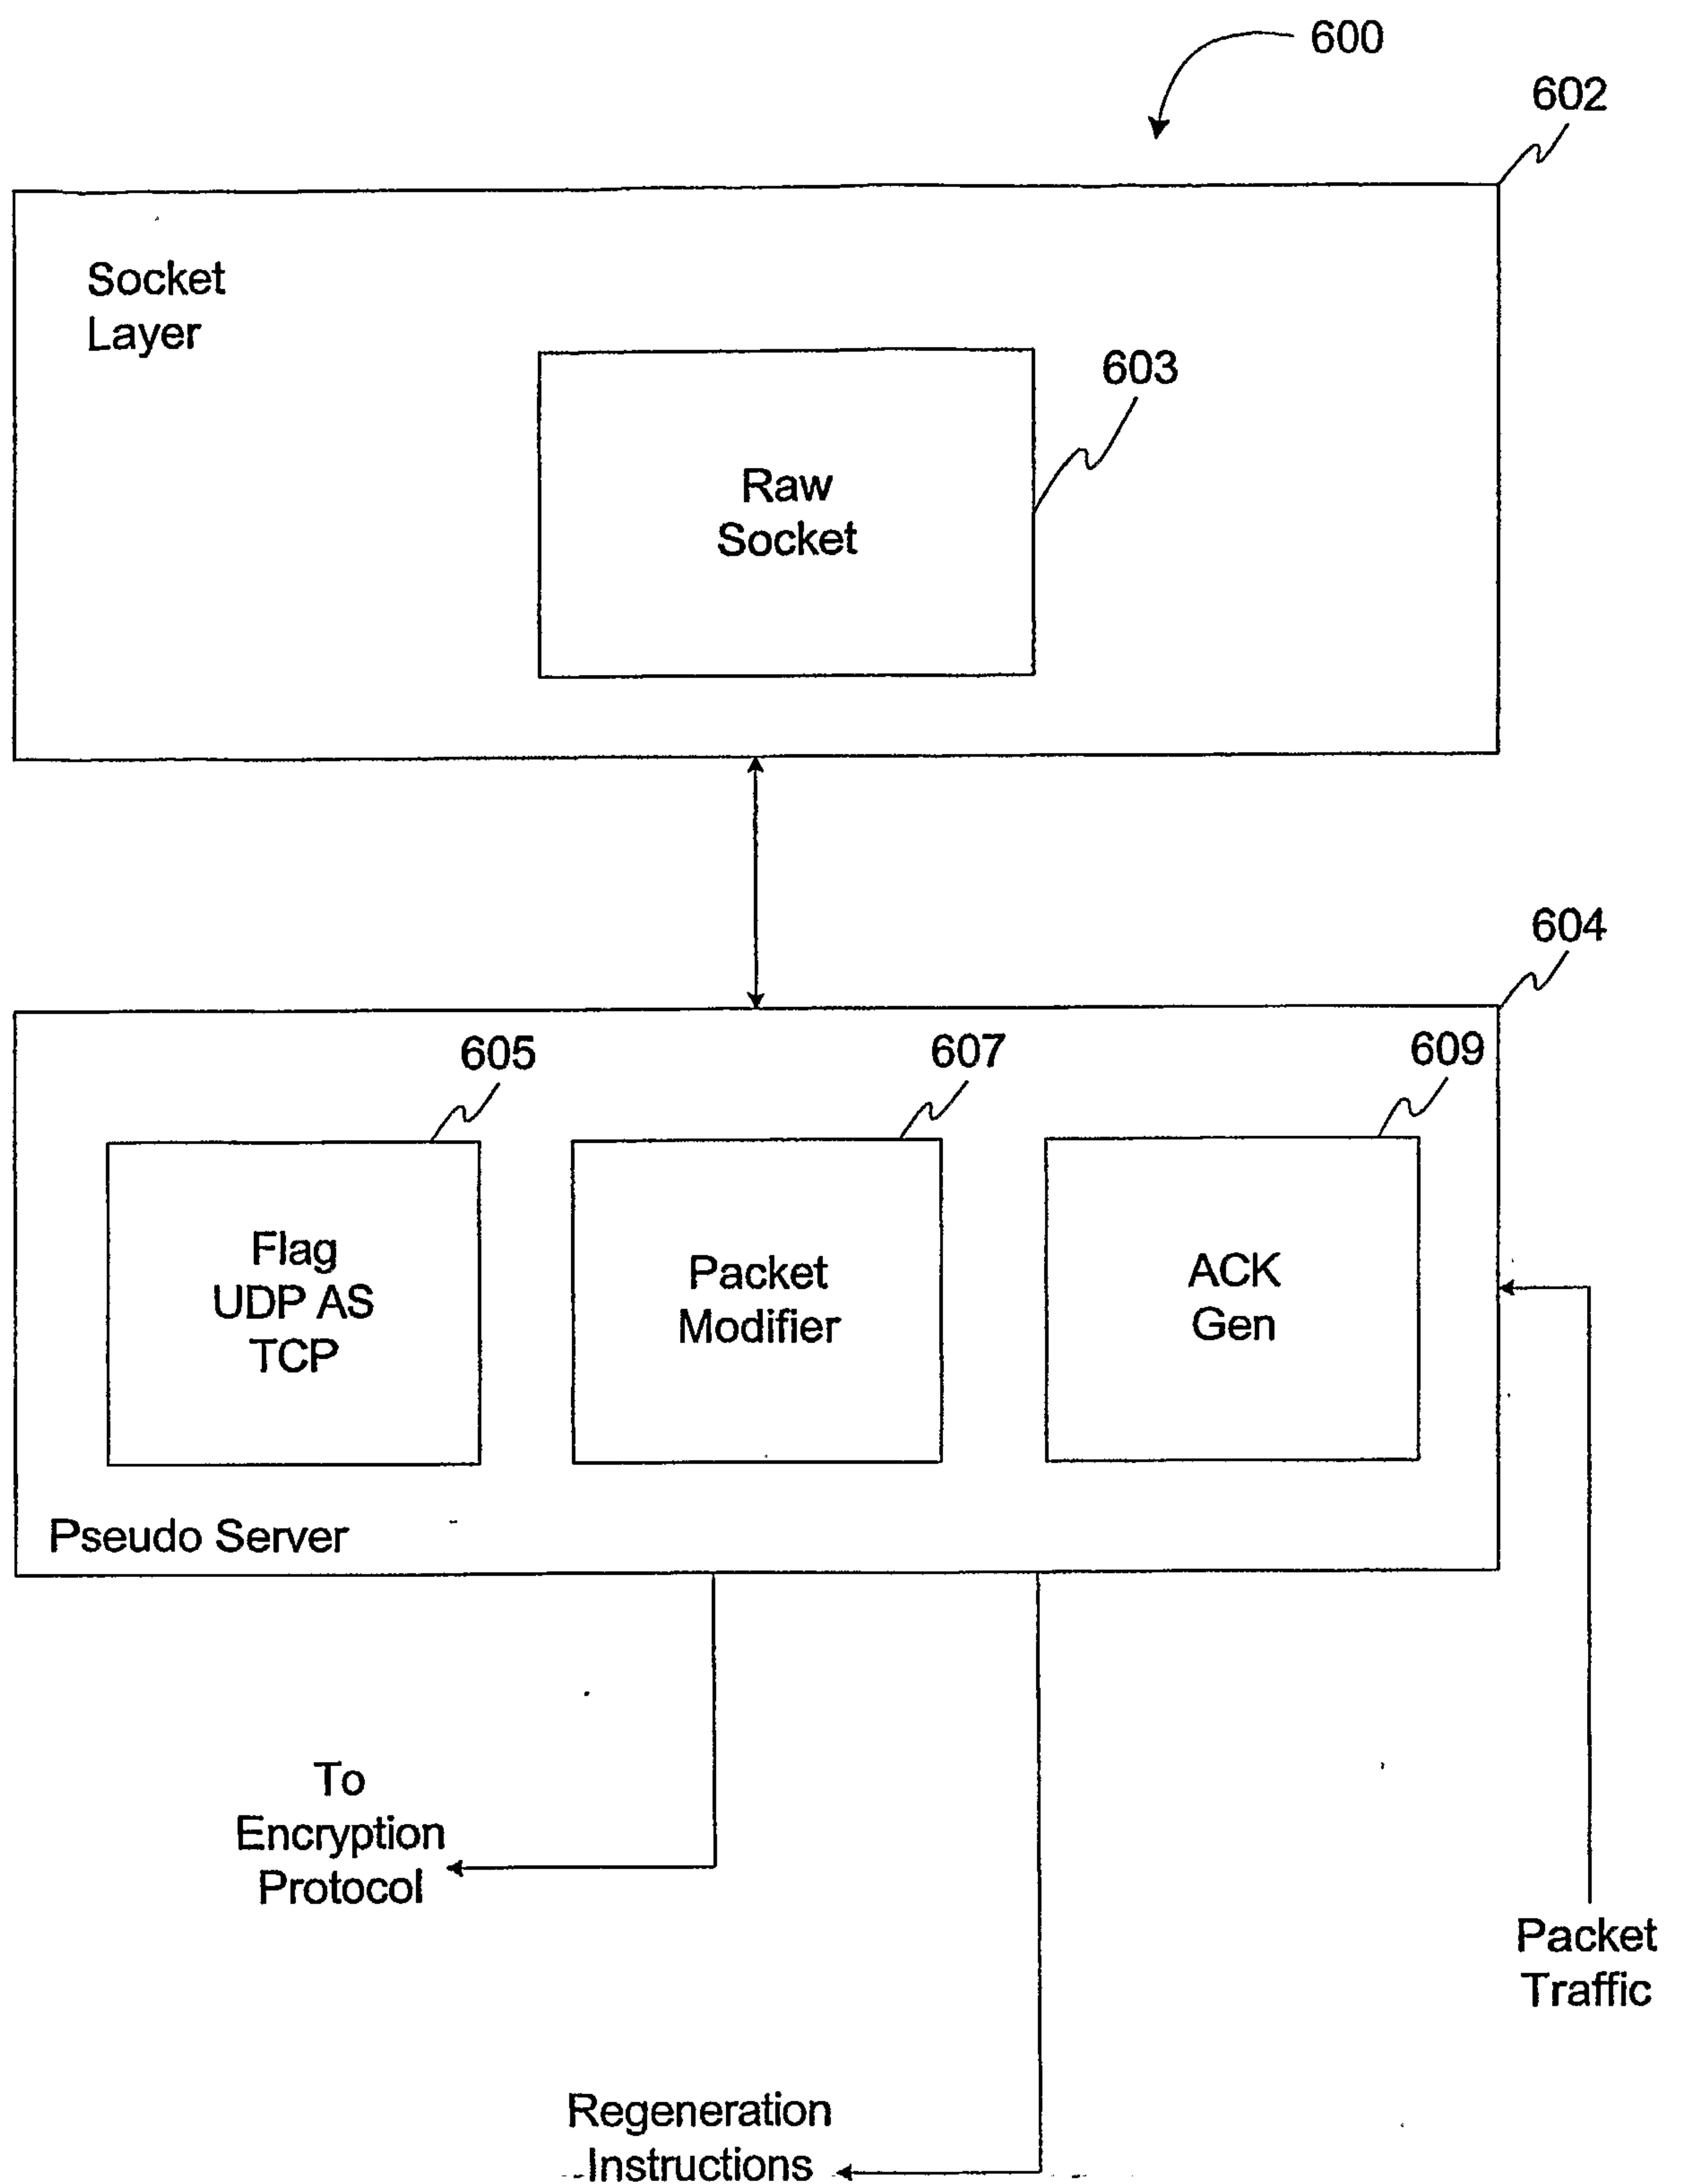 600
602
Socket
Layer
603
Raw
Socket
604
605
607
609
Flag
UDP AS
TCP
Packet
Modifier
ACK
Gen
Pseudo Server
To
Encryption
Protocol
Packet
Traffic
Regeneration
Instructions